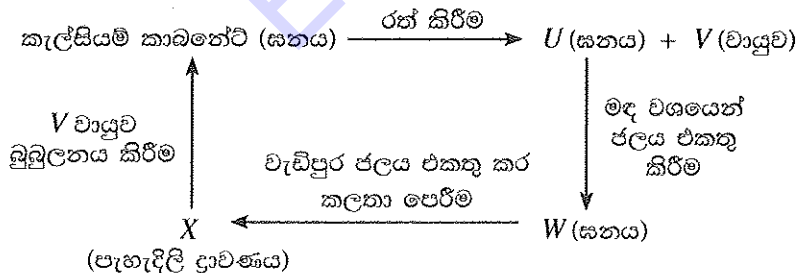 කැල්සියම් කාබනේට් (ඝනය) රත් කිරීම U (ඝනය) + V (වායුව)
V වායුව
බුබුලනය කිරීම
වැඩිපුර ජලය එකතු කර
කලතා පෙරීම
මඳ වශයෙන්
ජලය එකතු
කිරීම
X
(පැහැදිලි ද්‍රාවණය)
W (ඝනය)